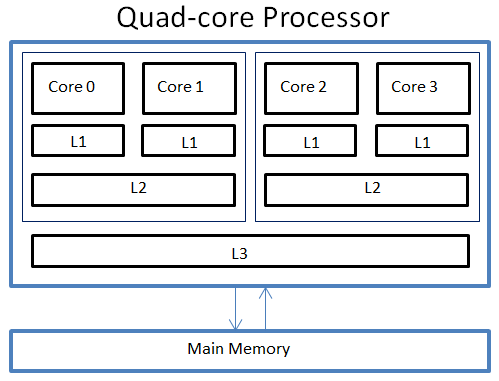 Quad-core Processor
Core 0 Core 1 Core 2 Core 3
L1 L1 L1 L1
L2 L2
L3
Main Memory